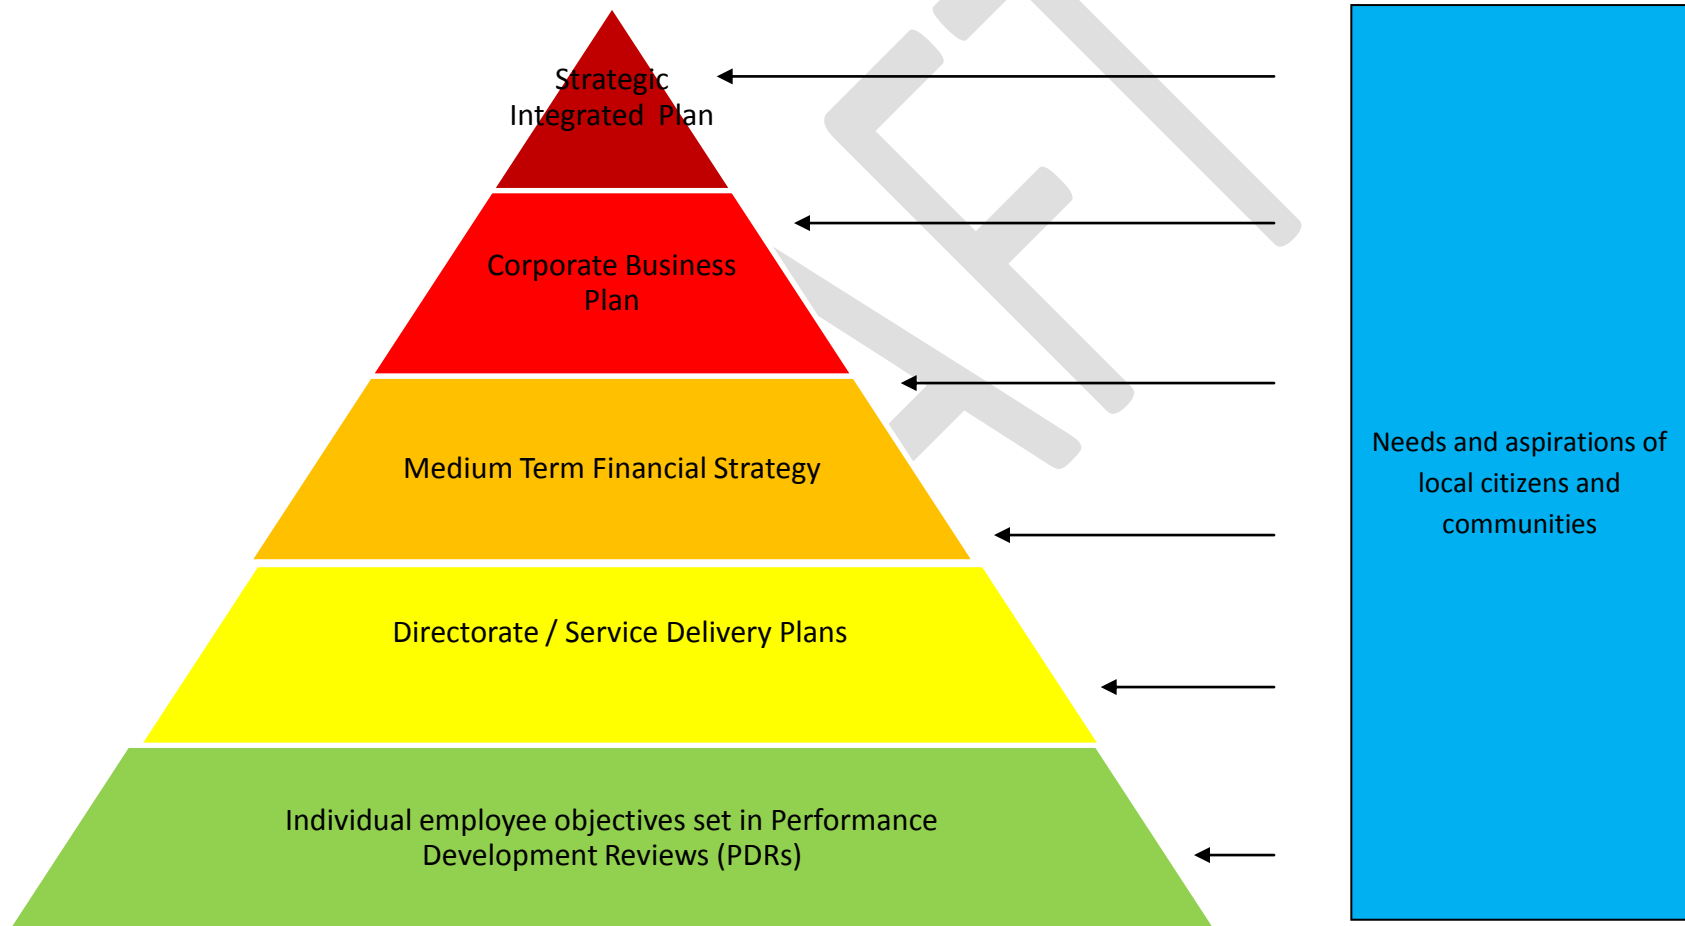 Strategic
Integrated Plan
Corporate Business
Plan
Medium Term Financial Strategy
Directorate / Service Delivery Plans
Individual employee objectives set in Performance
Development Reviews (PDRs)
Needs and aspirations of
local citizens and
communities